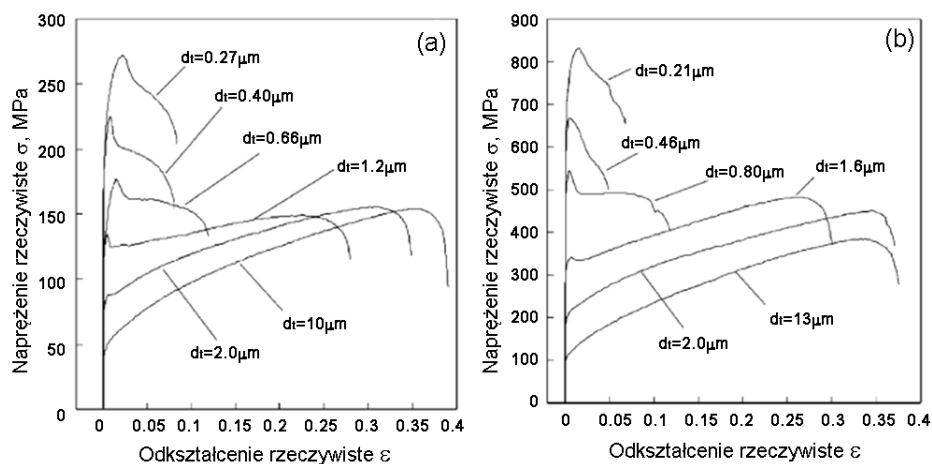 (a)
300
250
200
150
100
50
0
Naprężenie rzeczywiste σ, MPa
dt=0.27μm
dt=0.40μm
dt=0.66μm
dt=1.2μm
dt=10μm
dt=2.0μm
0 0.05 0.1 0.15 0.2 0.25 0.3 0.35 0.4
Odkształcenie rzeczywiste ε
(b)
900
800
700
600
500
400
300
200
100
0
Naprężenie rzeczywiste σ, MPa
dt=0.21μm
dt=0.46μm
dt=0.80μm
dt=1.6μm
dt=13μm
dt=2.0μm
0 0.05 0.1 0.15 0.2 0.25 0.3 0.35 0.4
Odkształcenie rzeczywiste ε